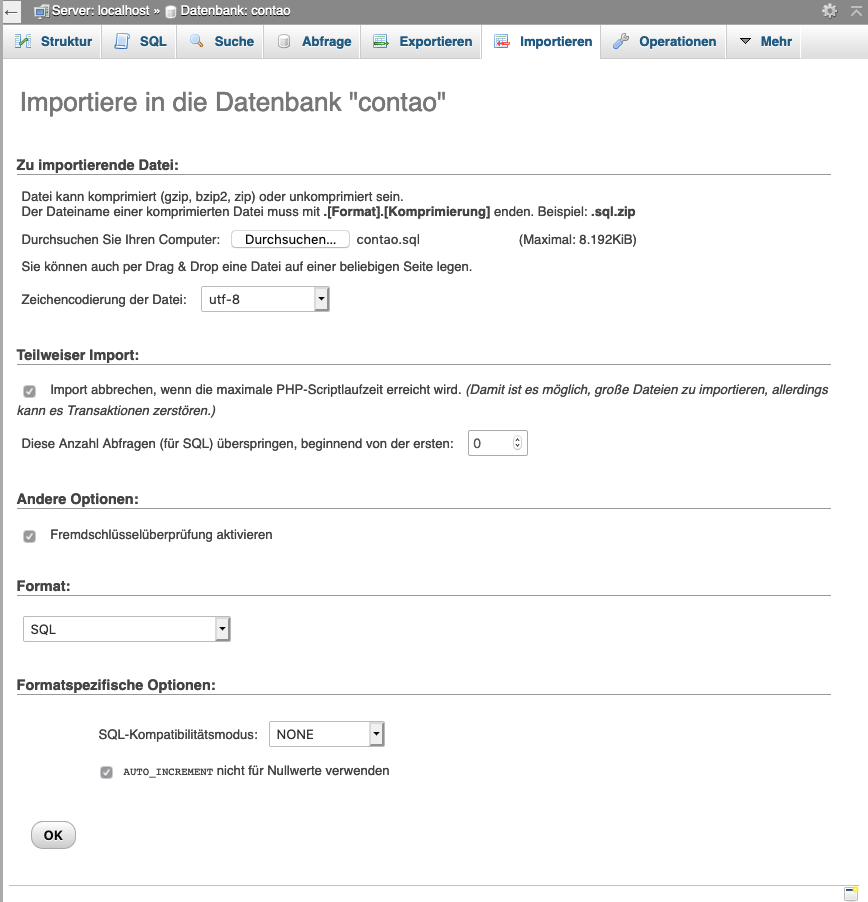 Server: localhost » Datenbank: contao
Struktur SQL Suche Abfrage Exportieren Importieren Operationen Mehr
Importiere in die Datenbank "contao"
Zu importierende Datei:
Datei kann komprimiert (gzip, bzip2, zip) oder unkomprimiert sein.
Der Dateiname einer komprimierten Datei muss mit .[Format].[Komprimierung] enden. Beispiel: .sql.zip
Durchsuchen Sie Ihren Computer: Durchsuchen... contao.sql (Maximal: 8.192KiB)
Sie können auch per Drag & Drop eine Datei auf einer beliebigen Seite legen.
Zeichencodierung der Datei: utf-8
Teilweiser Import:
Import abbrechen, wenn die maximale PHP-Scriptlaufzeit erreicht wird. (Damit ist es möglich, große Dateien zu importieren, allerdings
kann es Transaktionen zerstören.)
Diese Anzahl Abfragen (für SQL) überspringen, beginnend von der ersten: 0
Andere Optionen:
Fremdschlüsselüberprüfung aktivieren
Format:
SQL
Formatspezifische Optionen:
SQL-Kompatibilitätsmodus: NONE
AUTO_INCREMENT nicht für Nullwerte verwenden
OK